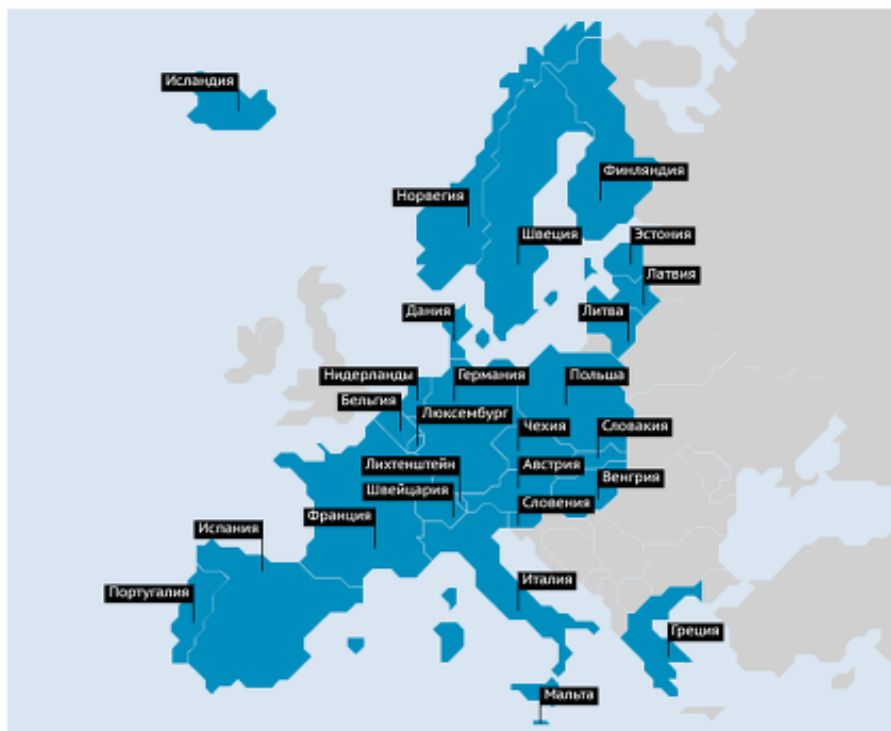 Исландия
Финляндия
Норвегия
Швеция
Эстония
Латвия
Дания
Литва
Нидерланды
Германия
Польша
Бельгия
Люксембург
Чехия
Словакия
Лихтенштейн
Австрия
Венгрия
Швейцария
Словения
Франция
Испания
Италия
Португалия
Греция
Мальта